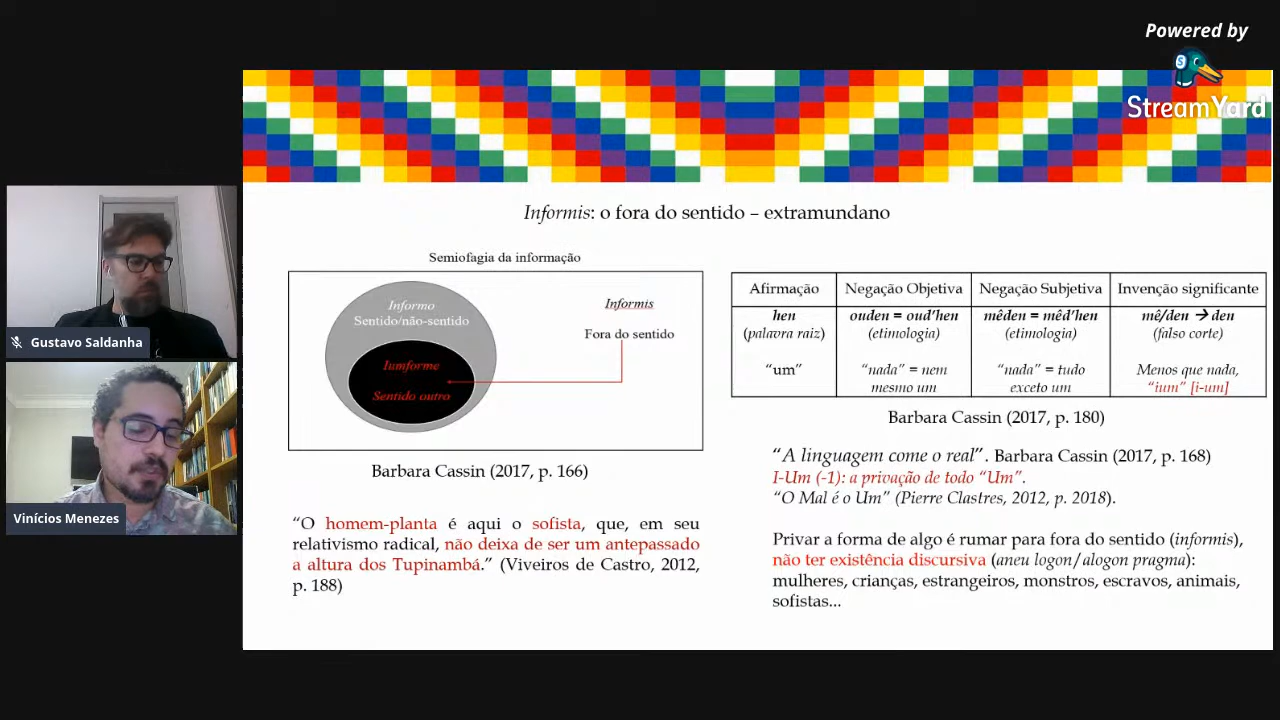 Powered by
StreamYard
Informis: o fora do sentido – extramundano
Semiofagia da informação
Informo
Sentido/não-sentido
Iumforme
Sentido outro
Informis
Fora do sentido
Barbara Cassin (2017, p. 166)
“O homem-planta é aqui o sofista, que, em seu
relativismo radical, não deixa de ser um antepassado
a altura dos Tupinambá.” (Viveiros de Castro, 2012,
p. 188)
Afirmação Negação Objetiva Negação Subjetiva Invenção significante
hen ouden = oud’hen mêden = mêd’hen mê/den → den
(palavra raiz) (etimologia) (etimologia) (falso corte)
“um” “nada” = nem “nada” = tudo Menos que nada,
mesmo um exceto um “ium” [i-um]
Barbara Cassin (2017, p. 180)
“A linguagem come o real”. Barbara Cassin (2017, p. 168)
I-Um (-1): a privação de todo “Um”.
“O Mal é o Um” (Pierre Clastres, 2012, p. 2018).
Privar a forma de algo é rumar para fora do sentido (informis),
não ter existência discursiva (aneu logon/alogon pragma):
mulheres, crianças, estrangeiros, monstros, escravos, animais,
sofistas...
Gustavo Saldanha
Vinícios Menezes